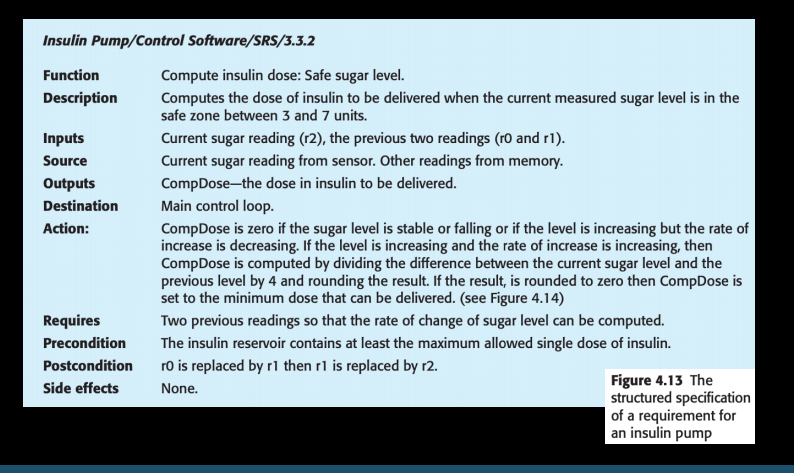 Insulin Pump/Control Software/SRS/3.3.2
Function Compute insulin dose: Safe sugar level.
Description Computes the dose of insulin to be delivered when the current measured sugar level is in the
safe zone between 3 and 7 units.
Inputs Current sugar reading (r2), the previous two readings (r0 and r1).
Source Current sugar reading from sensor. Other readings from memory.
Outputs CompDose—the dose in insulin to be delivered.
Destination Main control loop.
Action: CompDose is zero if the sugar level is stable or falling or if the level is increasing but the rate of
increase is decreasing. If the level is increasing and the rate of increase is increasing, then
CompDose is computed by dividing the difference between the current sugar level and the
previous level by 4 and rounding the result. If the result, is rounded to zero then CompDose is
set to the minimum dose that can be delivered. (see Figure 4.14)
Requires Two previous readings so that the rate of change of sugar level can be computed.
Precondition The insulin reservoir contains at least the maximum allowed single dose of insulin.
Postcondition r0 is replaced by r1 then r1 is replaced by r2.
Side effects None.
Figure 4.13 The
structured specification
of a requirement for
an insulin pump